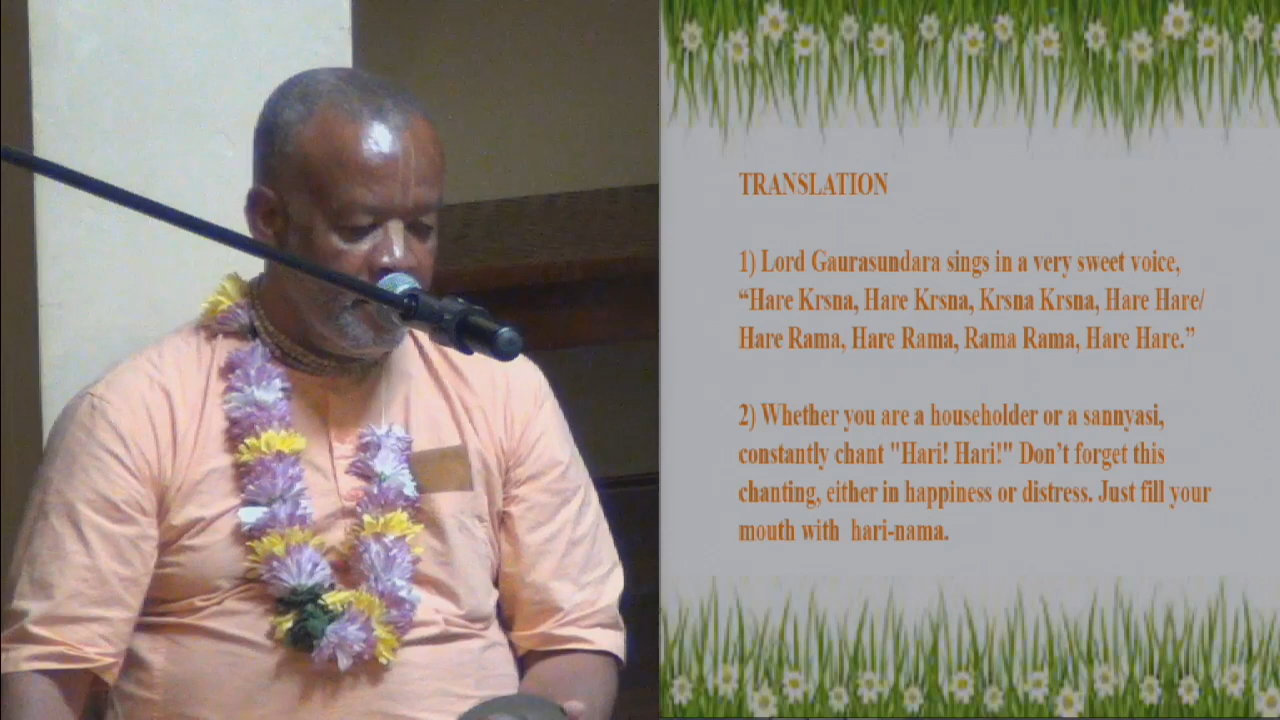 TRANSLATION
1) Lord Gaurasundara sings in a very sweet voice,
“Hare Krsna, Hare Krsna, Krsna Krsna, Hare Hare/
Hare Rama, Hare Rama, Rama Rama, Hare Hare.”
2) Whether you are a householder or a sannyasi,
constantly chant "Hari! Hari!" Don’t forget this
chanting, either in happiness or distress. Just fill your
mouth with  hari-nama.